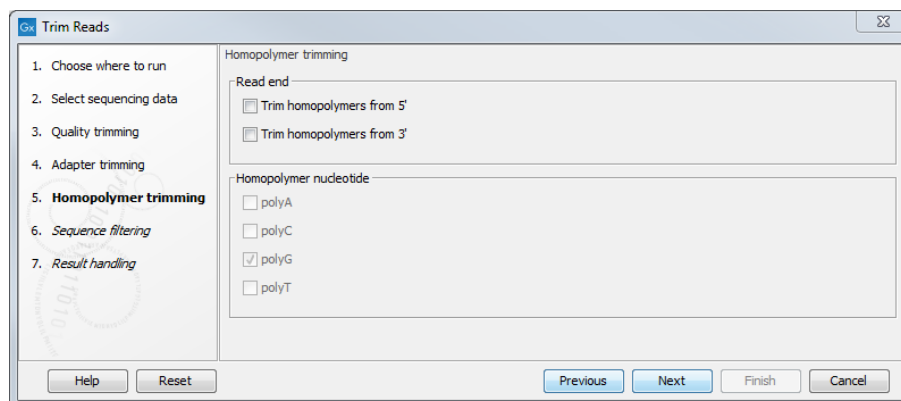 Gx Trim Reads
1. Choose where to run
2. Select sequencing data
3. Quality trimming
4. Adapter trimming
5. Homopolymer trimming
6. Sequence filtering
7. Result handling
Homopolymer trimming
Read end
Trim homopolymers from 5'
Trim homopolymers from 3'
Homopolymer nucleotide
polyA
polyC
polyG
polyT
Help Reset Previous Next Finish Cancel